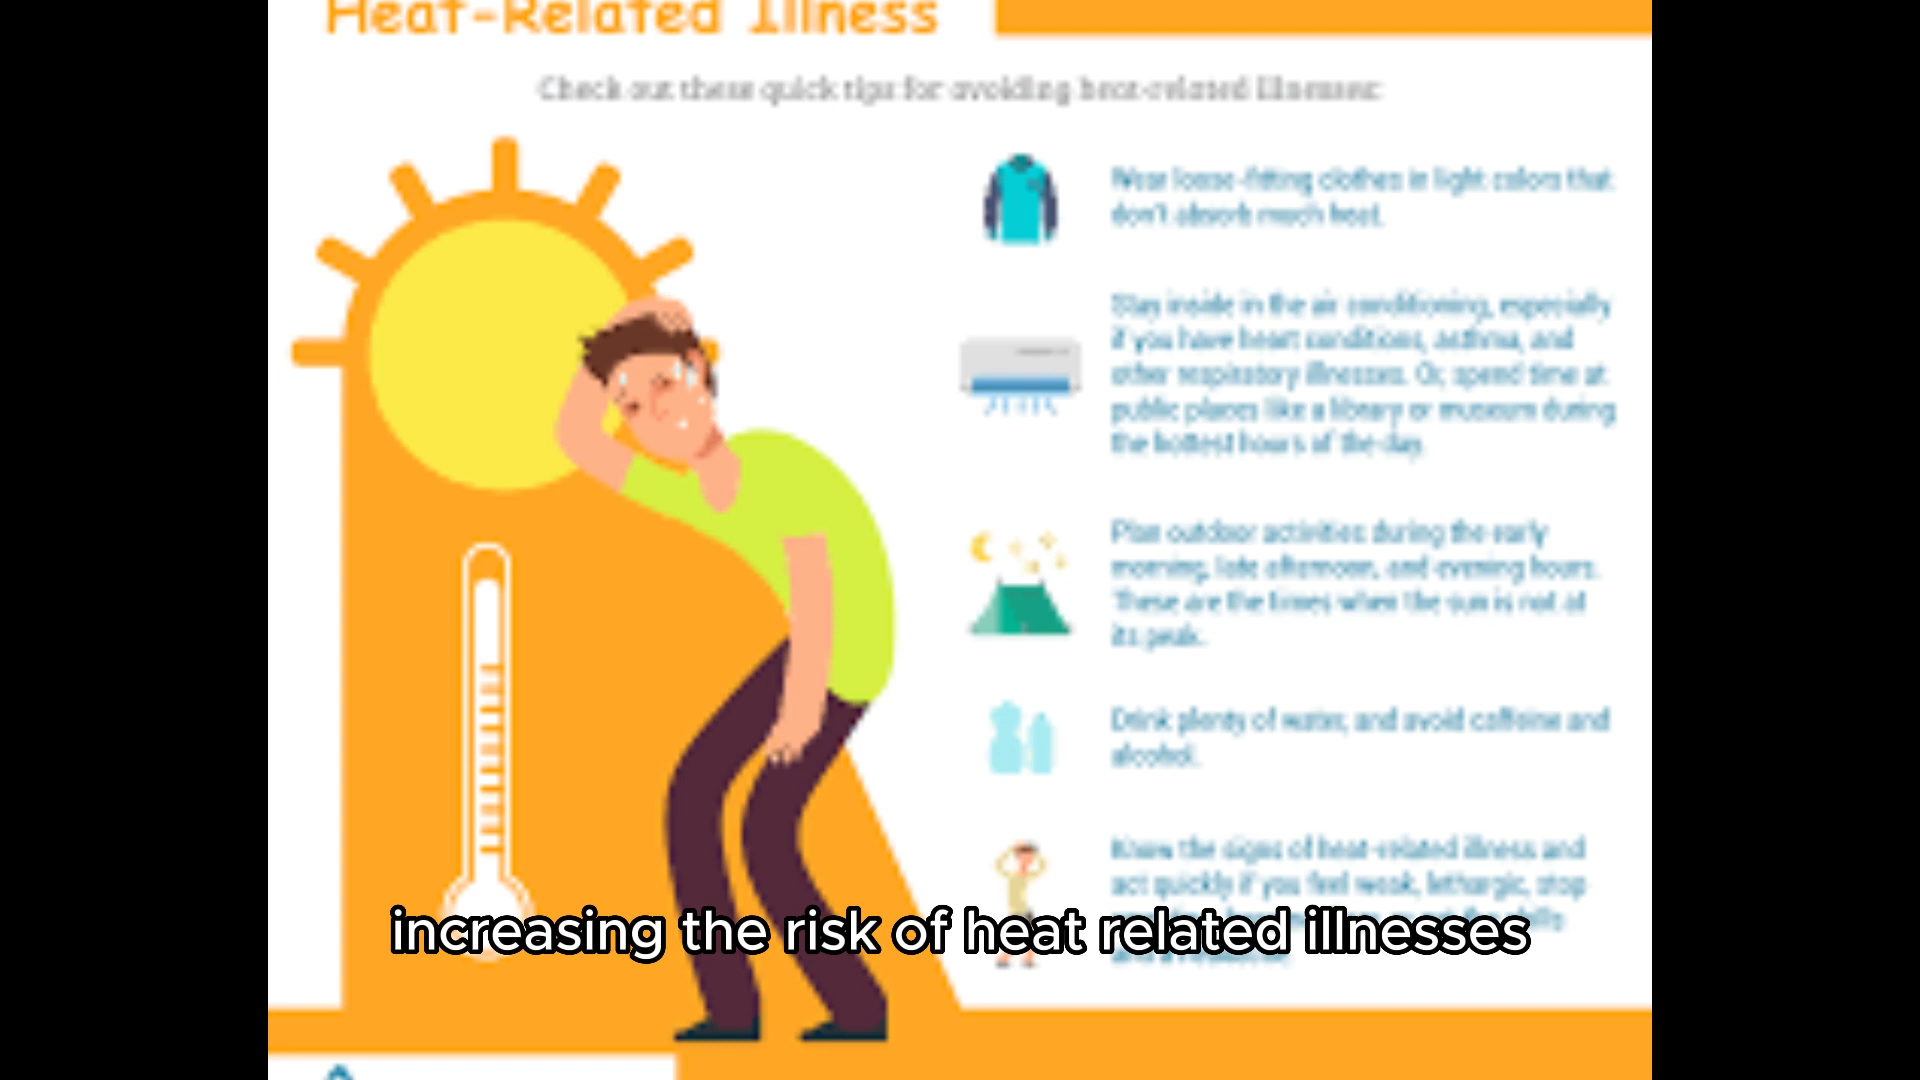 Heat-Related Illness
Check out these quick tips for avoiding heat-related illnesses:
Wear loose-fitting clothes in light colors that
don't absorb much heat.
Stay inside in the air conditioning, especially
if you have heart conditions, asthma, and
other respiratory illnesses. Or, spend time at
public places like a library or museum during
the hottest hours of the day.
Plan outdoor activities during the early
morning, late afternoon, and evening hours.
These are the times when the sun is not at
its peak.
Drink plenty of water, and avoid caffeine and
alcohol.
Know the signs of heat-related illness and
act quickly if you feel weak, lethargic, stop
increasing the risk of heat related illnesses